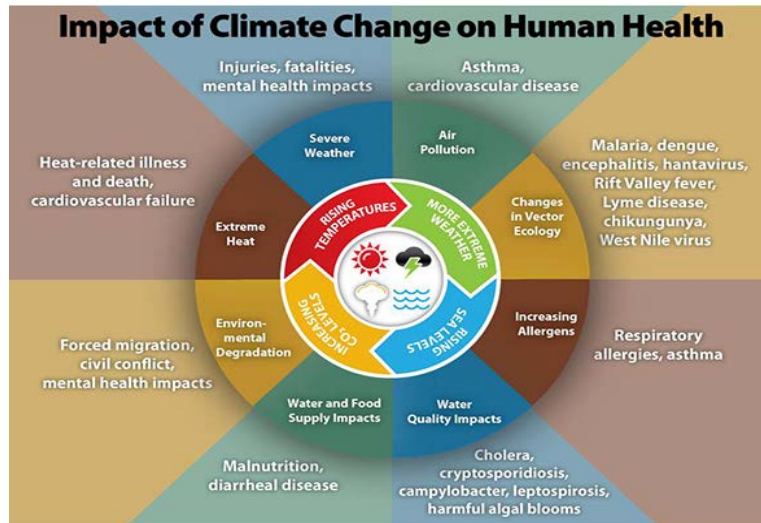 Impact of Climate Change on Human Health
Injuries, fatalities,
mental health impacts
Asthma,
cardiovascular disease
Severe
Weather
Air
Pollution
Heat-related illness
and death,
cardiovascular failure
Malaria, dengue,
encephalitis, hantavirus,
Rift Valley fever,
Lyme disease,
chikungunya,
West Nile virus
Extreme
Heat
RISING
TEMPERATURES
MORE EXTREME
WEATHER
Changes
in Vector
Ecology
Environ-
mental
Degradation
INCREASING
CO₂ LEVELS
RISING
SEA LEVELS
Increasing
Allergens
Forced migration,
civil conflict,
mental health impacts
Respiratory
allergies, asthma
Water and Food
Supply Impacts
Water
Quality Impacts
Malnutrition,
diarrheal disease
Cholera,
cryptosporidiosis,
campylobacter, leptospirosis,
harmful algal blooms